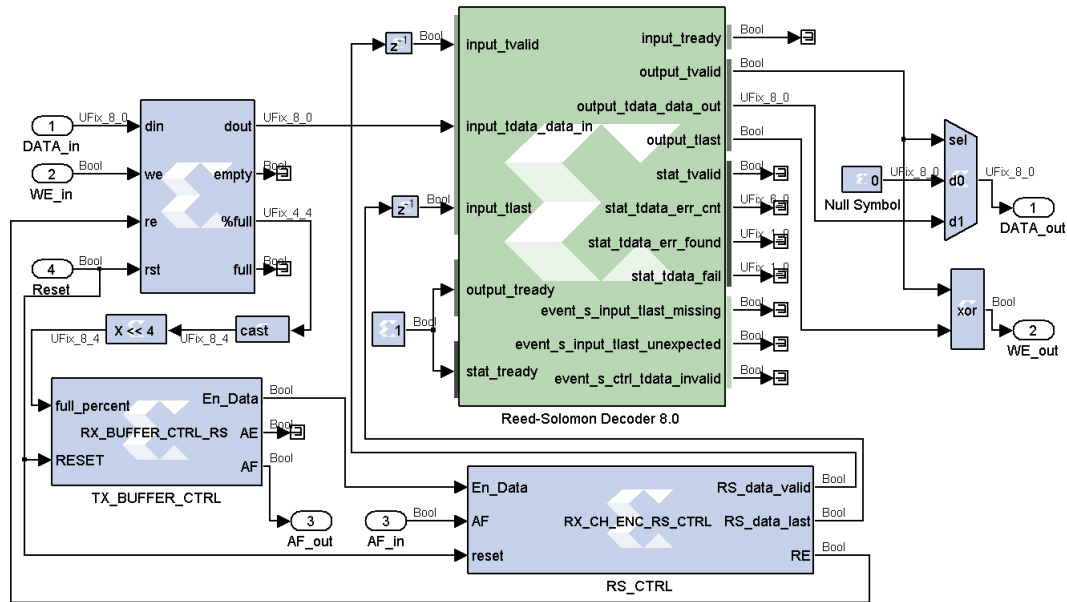 Bool
input_tready
z-1
Bool
input_tvalid
Bool
output_tvalid
UFix_8_0
output_tdata_data_out
Bool
output_tlast
1
DATA_in
UFix_8_0
din
dout
UFix_8_0
input_tdata_data_in
2
WE_in
Bool
we
empty
Bool
re
%full
UFix_4_4
4
Reset
Bool
rst
full
Bool
z-1
Bool
input_tlast
stat_tvalid
Bool
stat_tdata_err_cnt
stat_tdata_err_found
UFix_1_0
stat_tdata_fail
UFix_1_0
event_s_input_tlast_missing
Bool
event_s_input_tlast_unexpected
Bool
event_s_ctrl_tdata_invalid
Bool
output_tready
1
Bool
stat_tready
Reed-Solomon Decoder 8.0
0
UFix_8_0
Null Symbol
sel
d0
d1
UFix_8_0
1
DATA_out
xor
Bool
2
WE_out
UFix_8_4
X << 4
UFix_8_4
cast
full_percent
En_Data
Bool
RX_BUFFER_CTRL_RS
AE
Bool
RESET
AF
Bool
TX_BUFFER_CTRL
3
AF_out
3
AF_in
Bool
En_Data
RS_data_valid
Bool
AF
RX_CH_ENC_RS_CTRL
RS_data_last
Bool
reset
RE
Bool
RS_CTRL